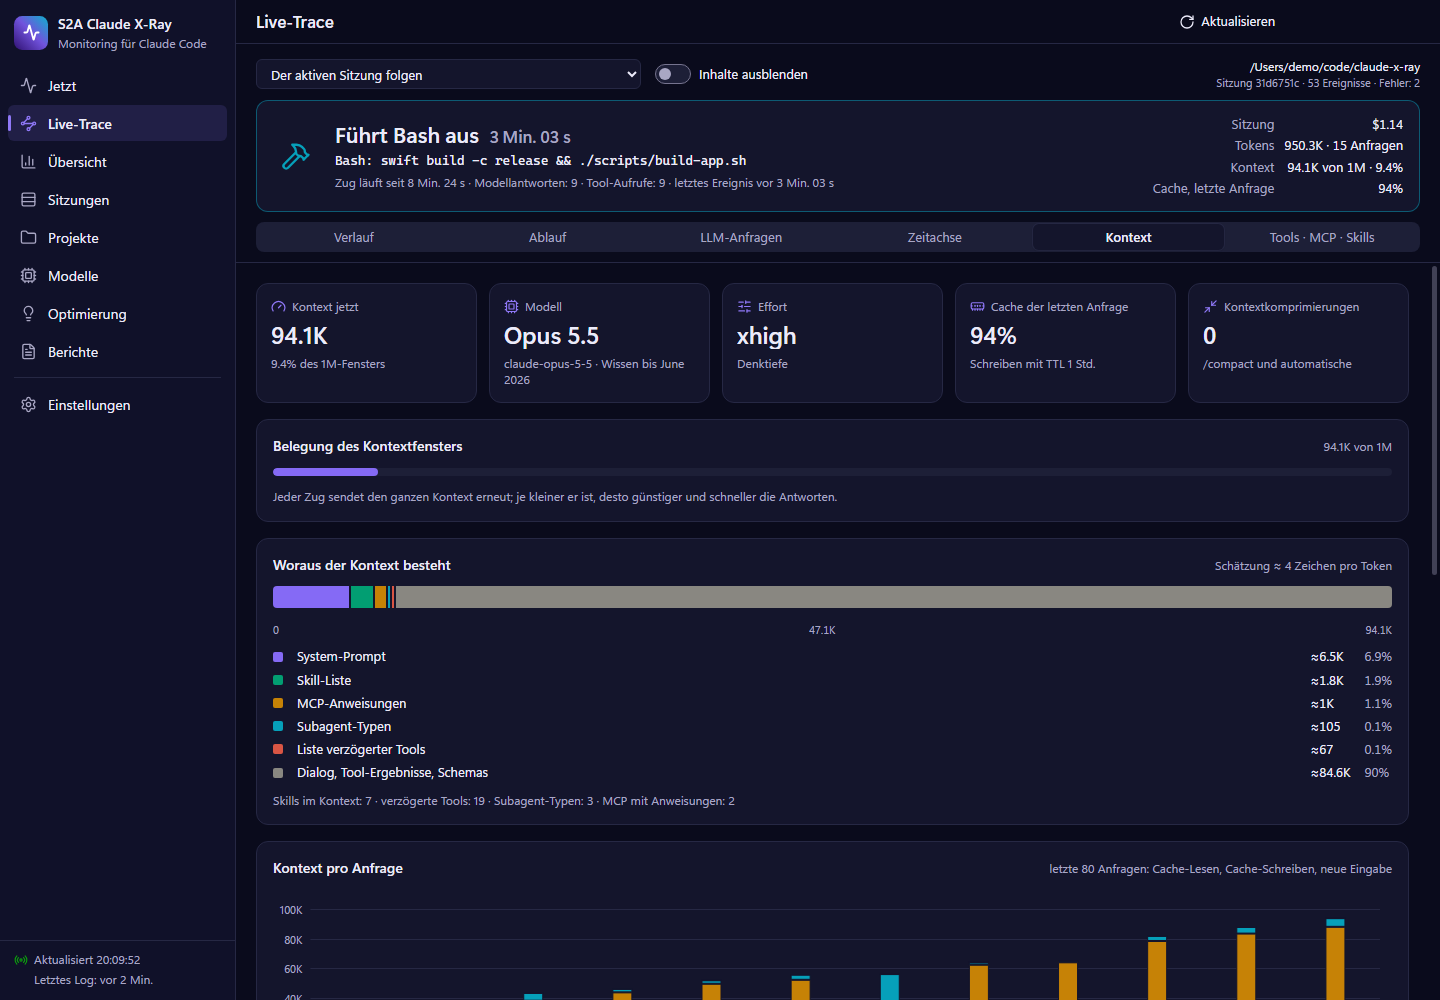 S2A Claude X-Ray
Monitoring für Claude Code
Jetzt
Live-Trace
Übersicht
Sitzungen
Projekte
Modelle
Optimierung
Berichte
Einstellungen
Aktualisiert 20:09:52
Letztes Log: vor 2 Min.
Live-Trace
Aktualisieren
Der aktiven Sitzung folgen
Inhalte ausblenden
/Users/demo/code/claude-x-ray
Sitzung 31d6751c · 53 Ereignisse · Fehler: 2
Führt Bash aus 3 Min. 03 s
Bash: swift build -c release && ./scripts/build-app.sh
Zug läuft seit 8 Min. 24 s · Modellantworten: 9 · Tool-Aufrufe: 9 · letztes Ereignis vor 3 Min. 03 s
Sitzung $1.14
Tokens 950.3K · 15 Anfragen
Kontext 94.1K von 1M · 9.4%
Cache, letzte Anfrage 94%
Verlauf
Ablauf
LLM-Anfragen
Zeitachse
Kontext
Tools · MCP · Skills
Kontext jetzt
94.1K
9.4% des 1M-Fensters
Modell
Opus 5.5
claude-opus-5-5 · Wissen bis June
2026
Effort
xhigh
Denktiefe
Cache der letzten Anfrage
94%
Schreiben mit TTL 1 Std.
Kontextkomprimierungen
0
/compact und automatische
Belegung des Kontextfensters
94.1K von 1M
Jeder Zug sendet den ganzen Kontext erneut; je kleiner er ist, desto günstiger und schneller die Antworten.
Woraus der Kontext besteht
Schätzung ≈ 4 Zeichen pro Token
0 47.1K 94.1K
System-Prompt ≈6.5K 6.9%
Skill-Liste ≈1.8K 1.9%
MCP-Anweisungen ≈1K 1.1%
Subagent-Typen ≈105 0.1%
Liste verzögerter Tools ≈67 0.1%
Dialog, Tool-Ergebnisse, Schemas ≈84.6K 90%
Skills im Kontext: 7 · verzögerte Tools: 19 · Subagent-Typen: 3 · MCP mit Anweisungen: 2
Kontext pro Anfrage
letzte 80 Anfragen: Cache-Lesen, Cache-Schreiben, neue Eingabe
100K
80K
60K
40K